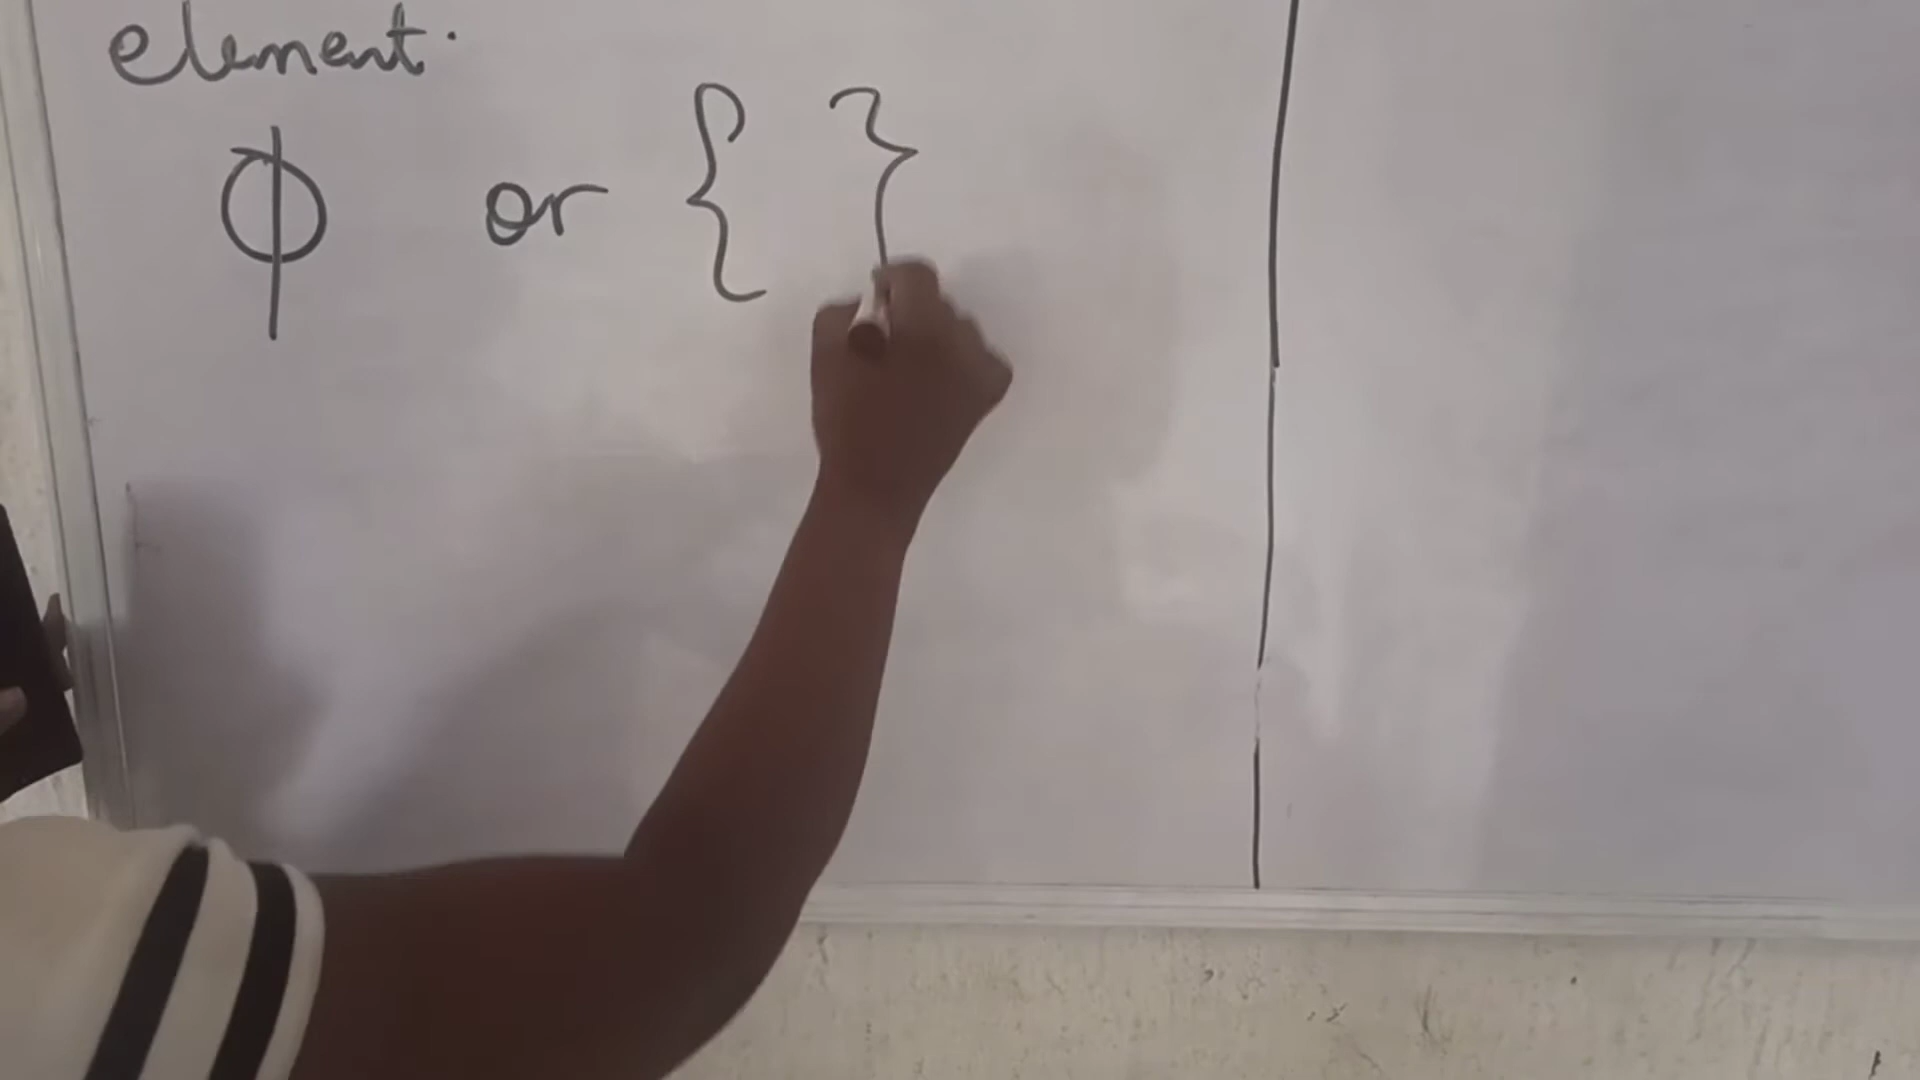 element.
ϕ or { }